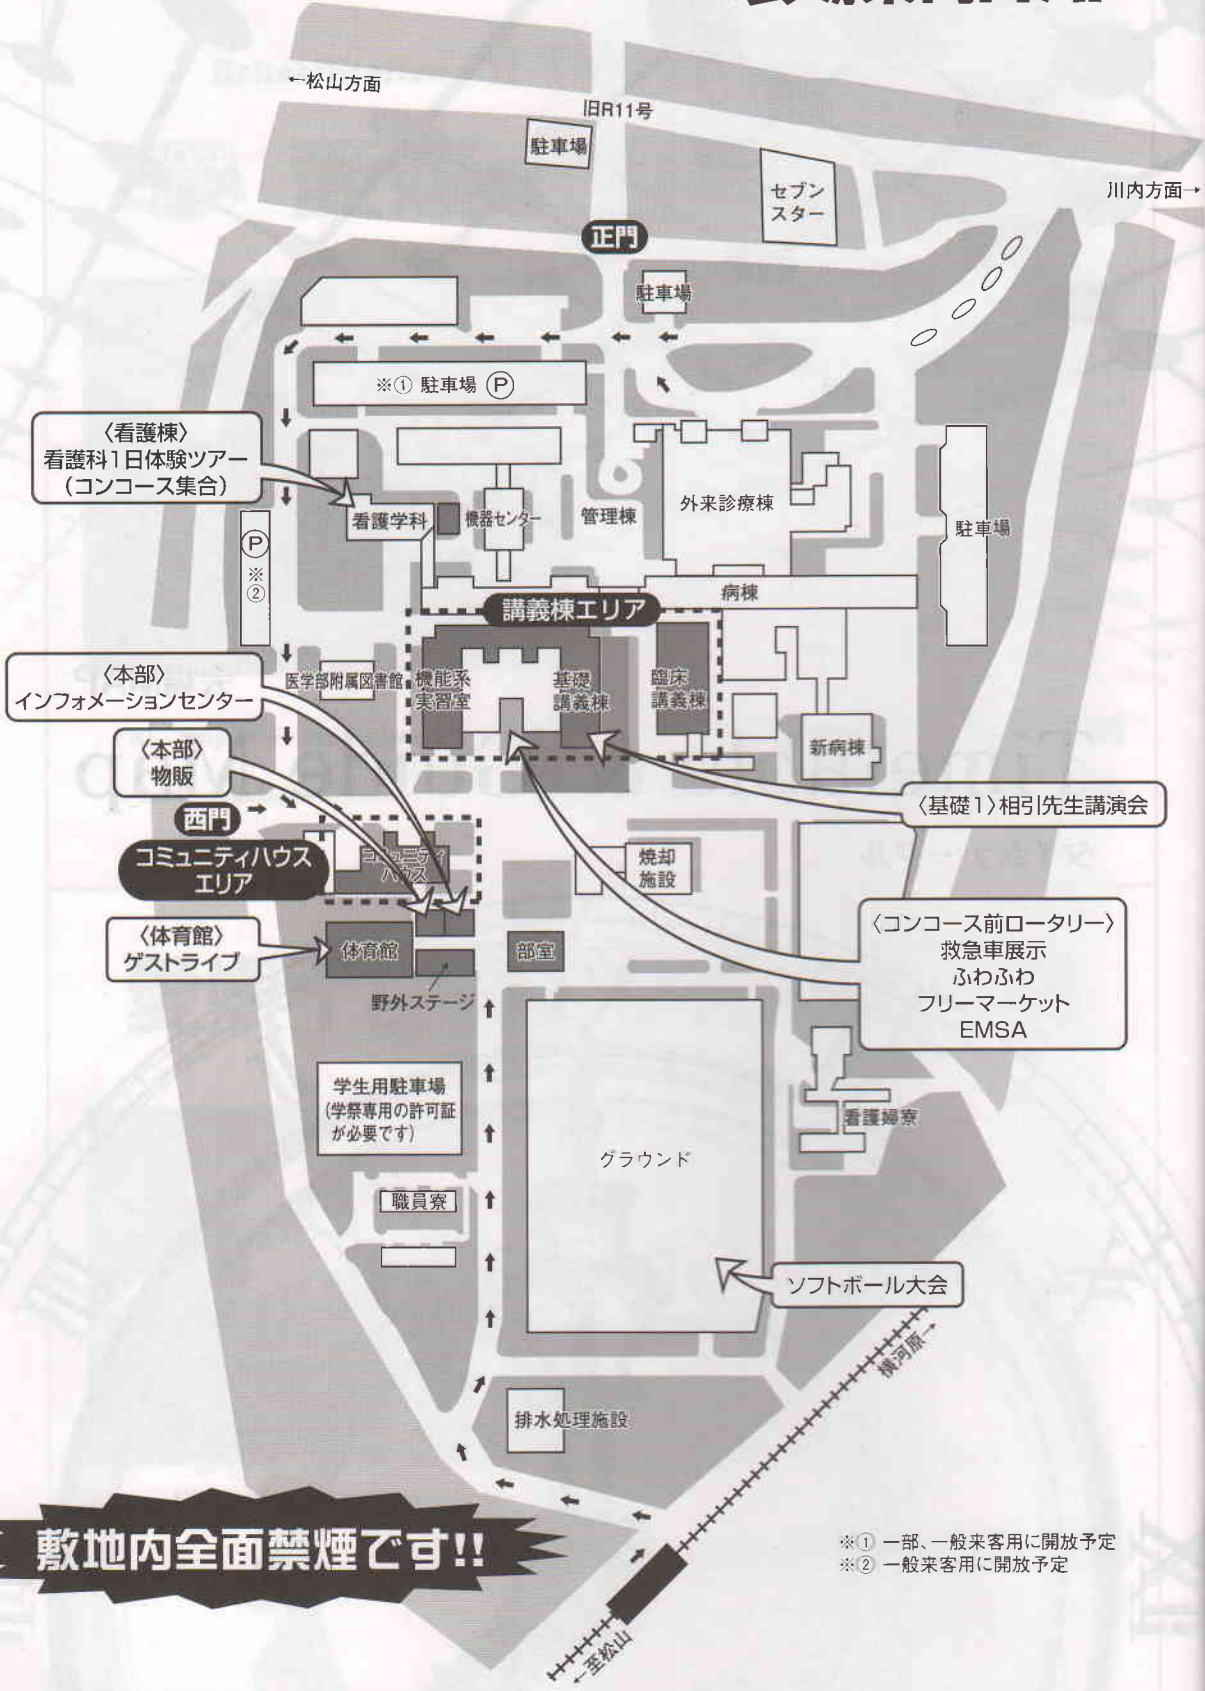 ←松山方面
旧R11号
駐車場
セブン
スター
川内方面→
正門
駐車場
※① 駐車場 Ⓟ
〈看護棟〉
看護科1日体験ツアー
(コンコース集合)
看護学科
機器センター
管理棟
外来診療棟
駐車場
Ⓟ
※
②
病棟
講義棟エリア
〈本部〉
インフォメーションセンター
医学部附属図書館
機能系
実習室
基礎
講義棟
臨床
講義棟
新病棟
〈本部〉
物販
〈基礎1〉相引先生講演会
西門
コミュニティハウス
エリア
コミュニティ
ハウス
焼却
施設
〈体育館〉
ゲストライブ
体育館
部室
野外ステージ
〈コンコース前ロータリー〉
救急車展示
ふわふわ
フリーマーケット
EMSA
学生用駐車場
(学祭専用の許可証
が必要です)
看護婦寮
グラウンド
職員寮
ソフトボール大会
横河原→
排水処理施設
敷地内全面禁煙です!!
※① 一部、一般来客用に開放予定
※② 一般来客用に開放予定
←至松山